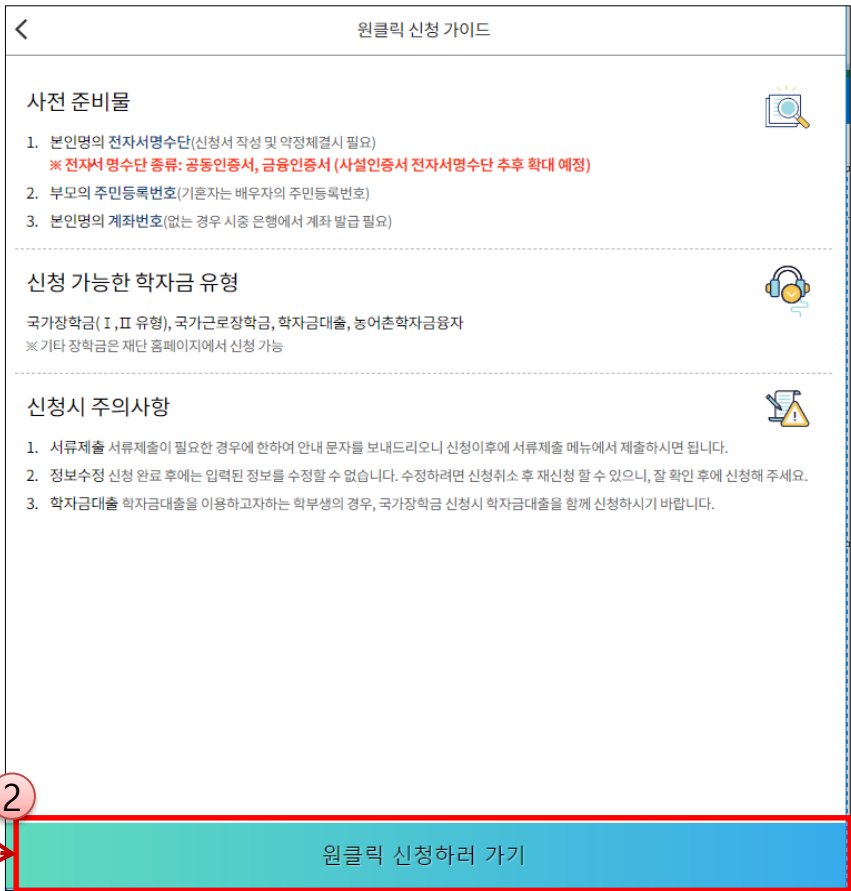 원클릭 신청 가이드
사전 준비물
1. 본인명의 전자서명수단(신청서 작성 및 약정체결시 필요)
※ 전자서 명수단 종류: 공동인증서, 금융인증서 (사설인증서 전자서명수단 추후 확대 예정)
2. 부모의 주민등록번호(기혼자는 배우자의 주민등록번호)
3. 본인명의 계좌번호(없는 경우 시중 은행에서 계좌 발급 필요)
신청 가능한 학자금 유형
국가장학금( Ⅰ,Ⅱ 유형), 국가근로장학금, 학자금대출, 농어촌학자금융자
※ 기타 장학금은 재단 홈페이지에서 신청 가능
신청시 주의사항
1. 서류제출 서류제출이 필요한 경우에 한하여 안내 문자를 보내드리오니 신청이후에 서류제출 메뉴에서 제출하시면 됩니다.
2. 정보수정 신청 완료 후에는 입력된 정보를 수정할 수 없습니다. 수정하려면 신청취소 후 재신청 할 수 있으니, 잘 확인 후에 신청해 주세요.
3. 학자금대출 학자금대출을 이용하고자하는 학부생의 경우, 국가장학금 신청시 학자금대출을 함께 신청하시기 바랍니다.
2
원클릭 신청하러 가기